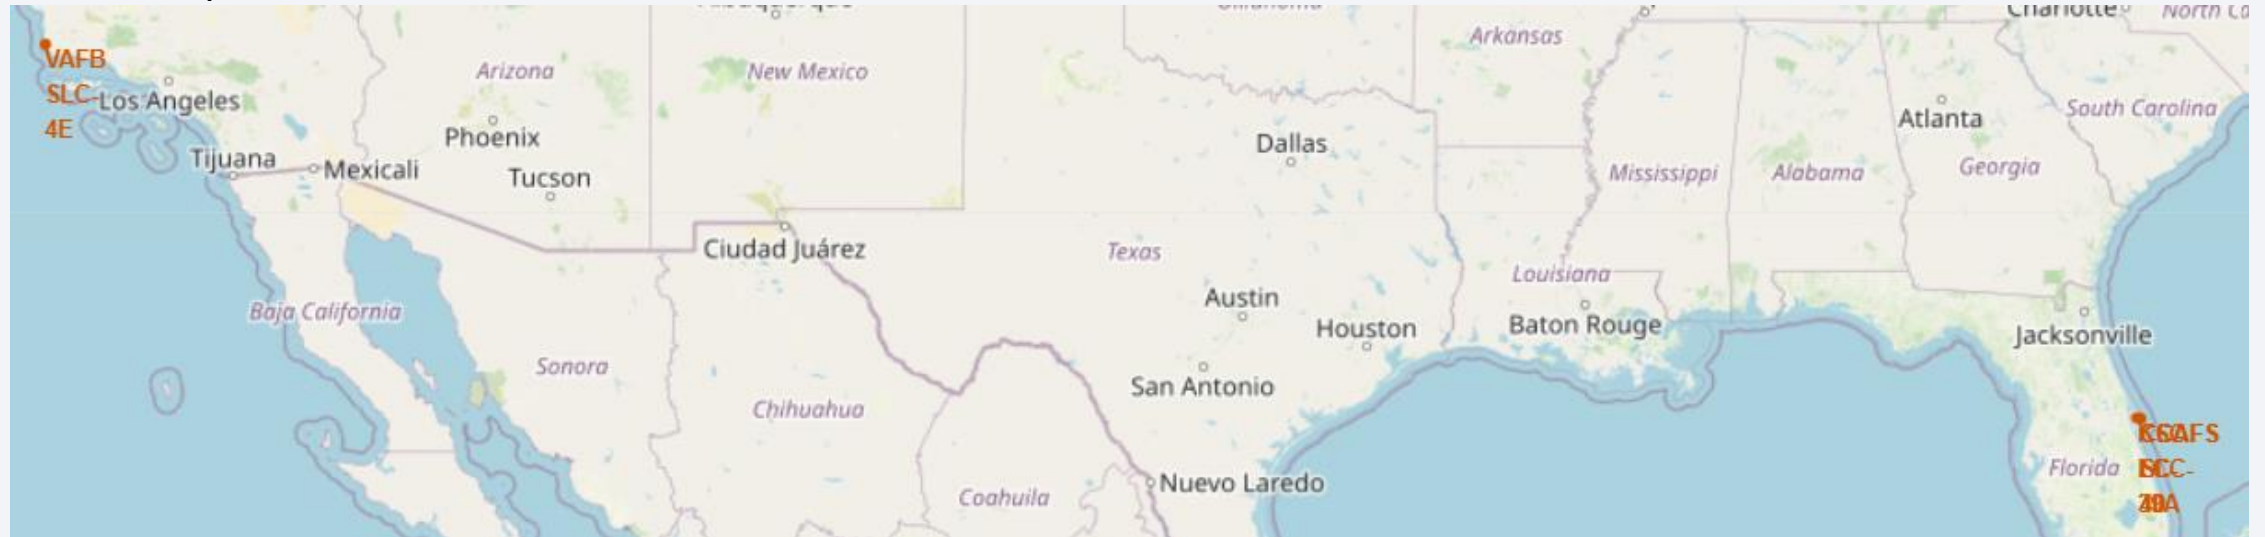 Arkansas
Charlotte
North Ca
VAFB
SLC-
4E
Los Angeles
Arizona
New Mexico
Phoenix
Dallas
Atlanta
South Carolina
Tijuana
Mexicali
Tucson
Mississippi
Alabama
Georgia
Ciudad Juárez
Texas
Louisiana
Baja California
Austin
Houston
Baton Rouge
Jacksonville
Sonora
San Antonio
Chihuahua
Coahuila
Nuevo Laredo
Florida